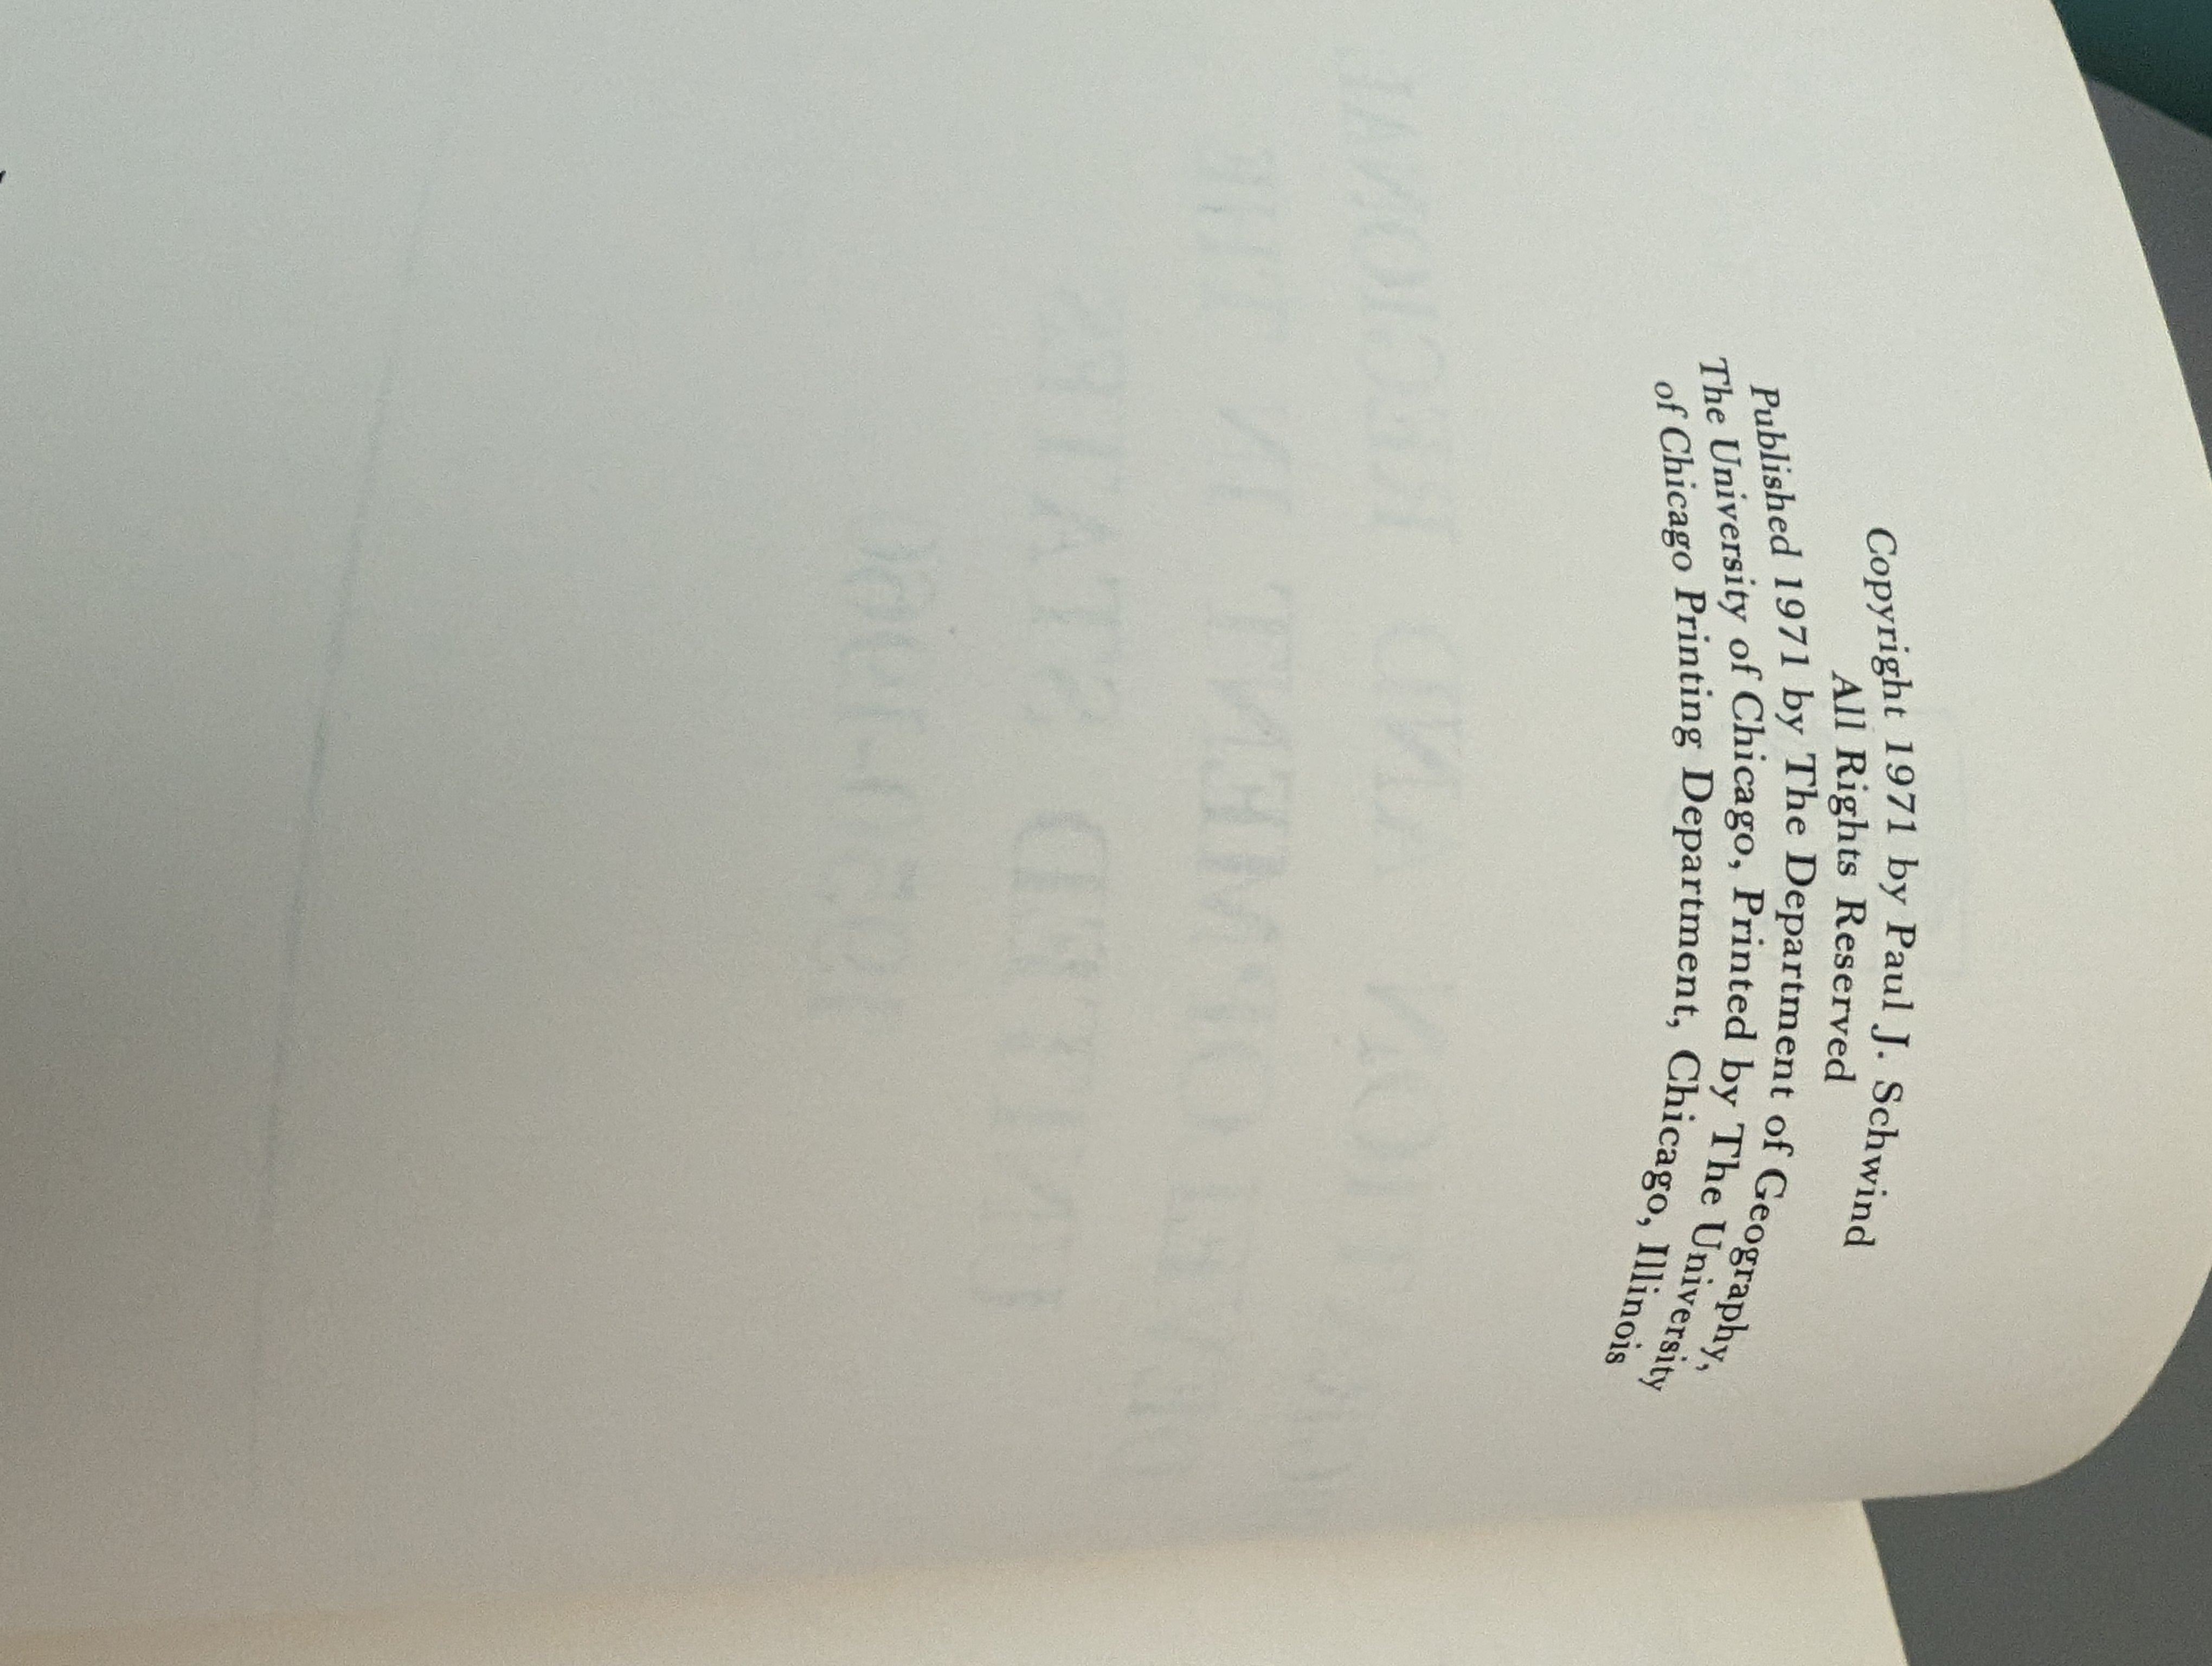 Copyright 1971 by Paul J. Schwind
All Rights Reserved
Published 1971 by The Department of Geography,
The University of Chicago, Printed by The University
of Chicago Printing Department, Chicago, Illinois